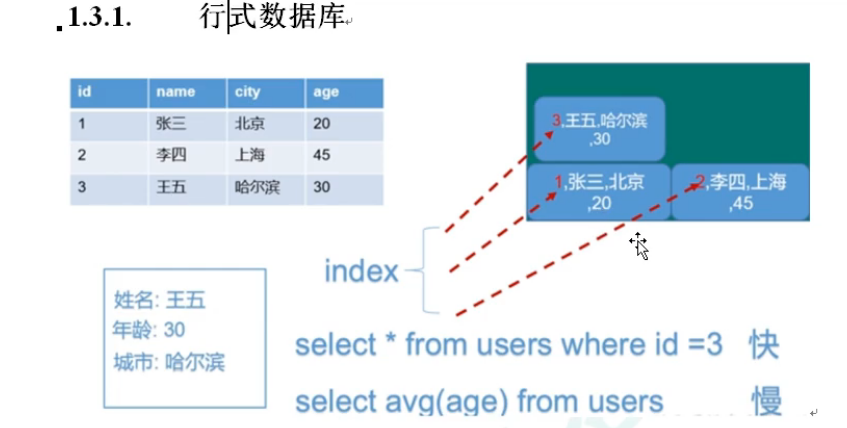 1.3.1. 行式数据库
id name city age
1 张三 北京 20
2 李四 上海 45
3 王五 哈尔滨 30
3,王五,哈尔滨
,30
1,张三,北京
,20
2,李四,上海
,45
index
姓名: 王五
年龄: 30
城市: 哈尔滨
select * from users where id =3 快
select avg(age) from users 慢